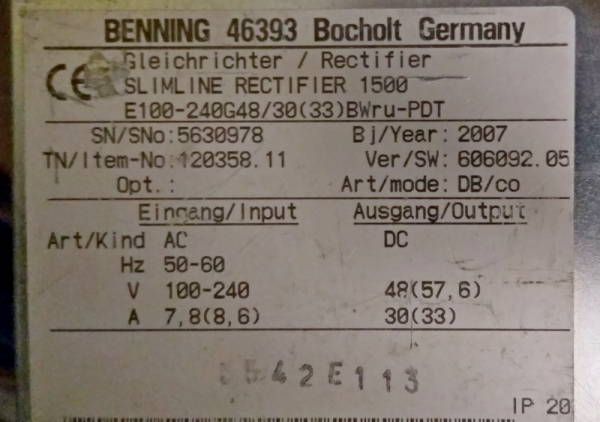 BENNING 46393 Bocholt Germany
CE Gleichrichter / Rectifier
SLIMLINE RECTIFIER 1500
E100-240G48/30(33)BWru-PDT
SN/SNo:5630978 Bj/Year: 2007
TN/Item-No:120358.11 Ver/SW: 606092.05
Opt.: Art/mode: DB/co
Eingang/Input Ausgang/Output
Art/Kind AC DC
Hz 50-60
V 100-240 48(57,6)
A 7,8(8,6) 30(33)
542E113
IP 20